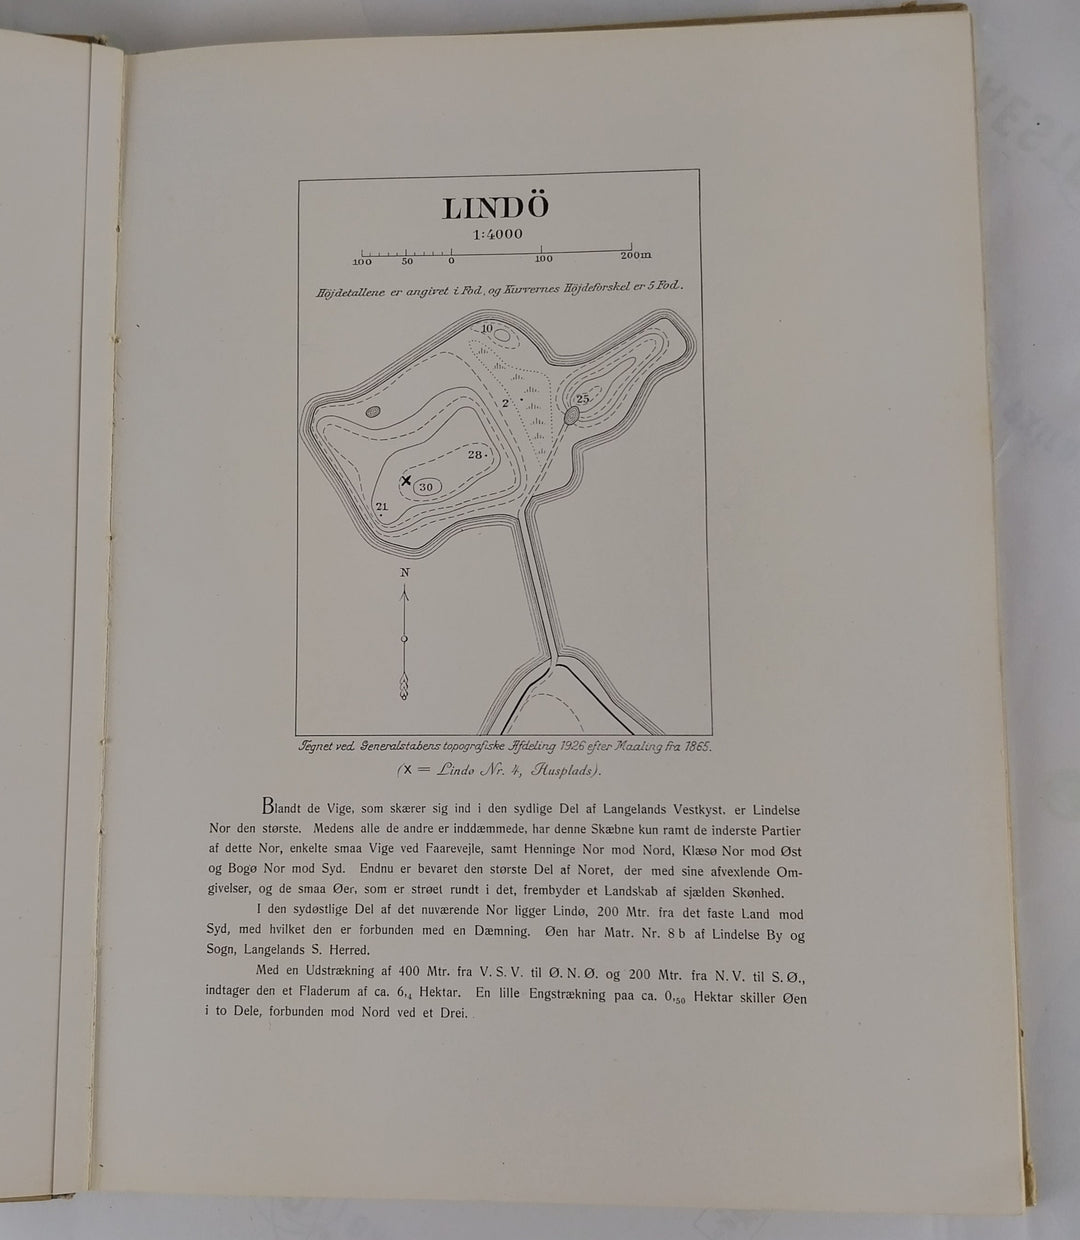 LINDÖ
1:4000
100 50 0 100 200m
Höjdetallene er angivet i Fod, og Kurvernes Höjdeforskel er 5 Fod.
10
25
2
28
30
21
N
Tegnet ved Generalstabens topografiske Afdeling 1926 efter Maaling fra 1865.
(X = Lindø Nr. 4, Husplads).
Blandt de Vige, som skærer sig ind i den sydlige Del af Langelands Vestkyst, er Lindelse
Nor den største. Medens alle de andre er inddæmmede, har denne Skæbne kun ramt de inderste Partier
af dette Nor, enkelte smaa Vige ved Faarevejle, samt Henninge Nor mod Nord, Klæsø Nor mod Øst
og Bogø Nor mod Syd. Endnu er bevaret den største Del af Noret, der med sine afvexlende Om-
givelser, og de smaa Øer, som er strøet rundt i det, frembyder et Landskab af sjælden Skønhed.
I den sydøstlige Del af det nuværende Nor ligger Lindø, 200 Mtr. fra det faste Land mod
Syd, med hvilket den er forbunden med en Dæmning. Øen har Matr. Nr. 8 b af Lindelse By og
Sogn, Langelands S. Herred.
Med en Udstrækning af 400 Mtr. fra V. S. V. til Ø. N. Ø. og 200 Mtr. fra N. V. til S. Ø.,
indtager den et Fladerum af ca. 6,4 Hektar. En lille Engstrækning paa ca. 0,50 Hektar skiller Øen
i to Dele, forbunden mod Nord ved et Drei.